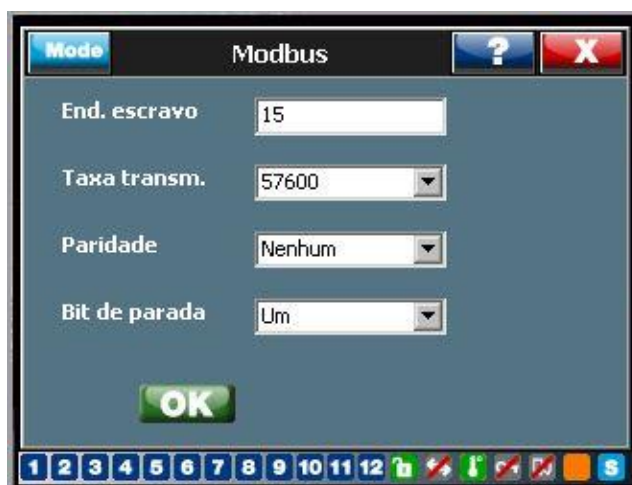 Mode Modbus ? X
End. escravo 15
Taxa transm. 57600
Paridade Nenhum
Bit de parada Um
OK
1 2 3 4 5 6 7 8 9 10 11 12 S